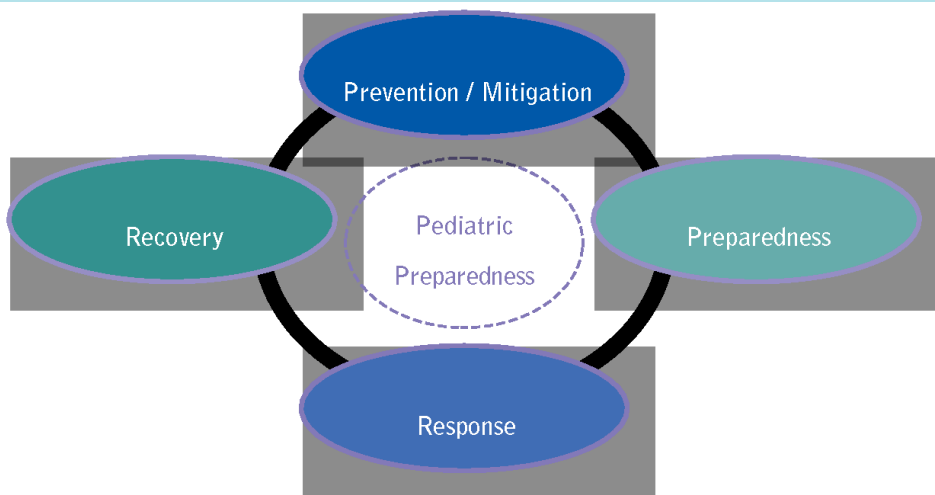 Prevention / Mitigation
Recovery
Pediatric
Preparedness
Preparedness
Response